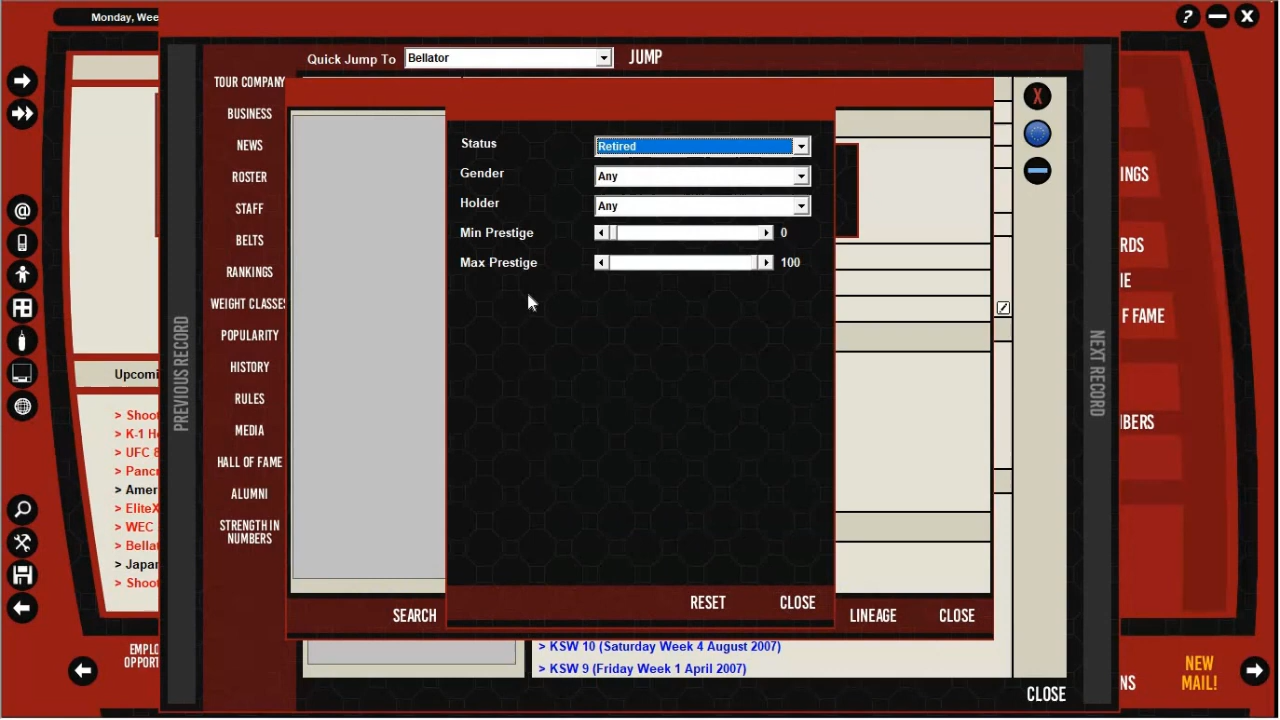 Monday, Wee
?
X
Quick Jump To
Bellator
JUMP
TOUR COMPANY
BUSINESS
NEWS
ROSTER
STAFF
BELTS
RANKINGS
WEIGHT CLASSES
POPULARITY
HISTORY
RULES
MEDIA
HALL OF FAME
ALUMNI
STRENGTH IN
NUMBERS
PREVIOUS RECORD
Status
Retired
Gender
Any
Holder
Any
Min Prestige
0
Max Prestige
100
RESET
CLOSE
SEARCH
LINEAGE
CLOSE
> KSW 10 (Saturday Week 4 August 2007)
> KSW 9 (Friday Week 1 April 2007)
CLOSE
NEXT RECORD
X
@
Upcomi
> Shoo
> K-1 H
> UFC 8
> Pancr
> Amer
> EliteX
> WEC
> Bella
> Japa
> Shoo
EMPLO
OPPORT
INGS
RDS
IE
F FAME
IBERS
NS
NEW
MAIL!